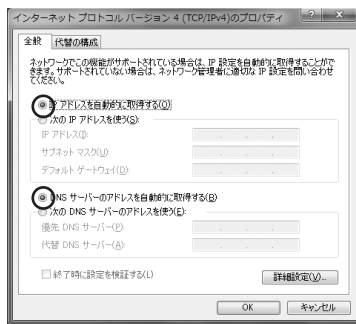 インターネット プロトコル バージョン 4 (TCP/IPv4)のプロパティ
全般 代替の構成
ネットワークでこの機能がサポートされている場合は、IP 設定を自動的に取得することがで
きます。サポートされていない場合は、ネットワーク管理者に適切な IP 設定を問い合わせ
てください。
IP アドレスを自動的に取得する(O)
次の IP アドレスを使う(S):
IP アドレス(I):
サブネット マスク(U):
デフォルト ゲートウェイ(D):
DNS サーバーのアドレスを自動的に取得する(B)
次の DNS サーバーのアドレスを使う(E):
優先 DNS サーバー(P):
代替 DNS サーバー(A):
終了時に設定を検証する(L)
詳細設定(V)...
OK キャンセル